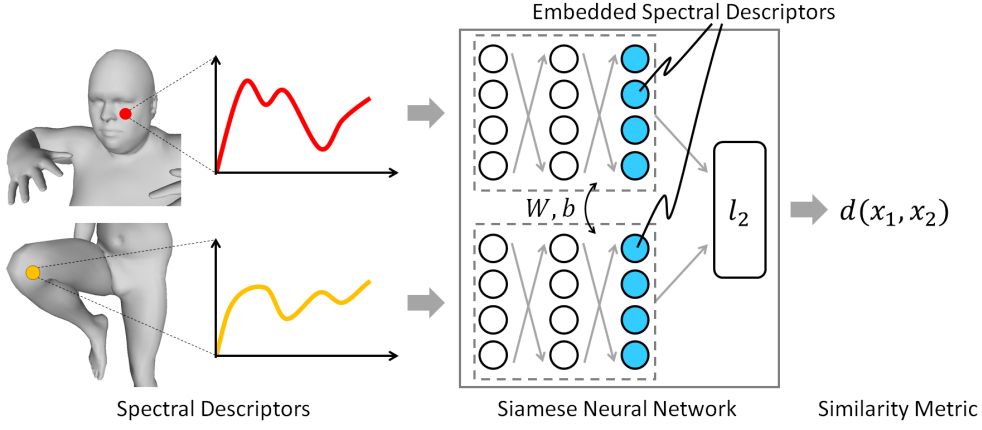 Embedded Spectral Descriptors
W, b
l₂
d(x₁, x₂)
Spectral Descriptors
Siamese Neural Network
Similarity Metric